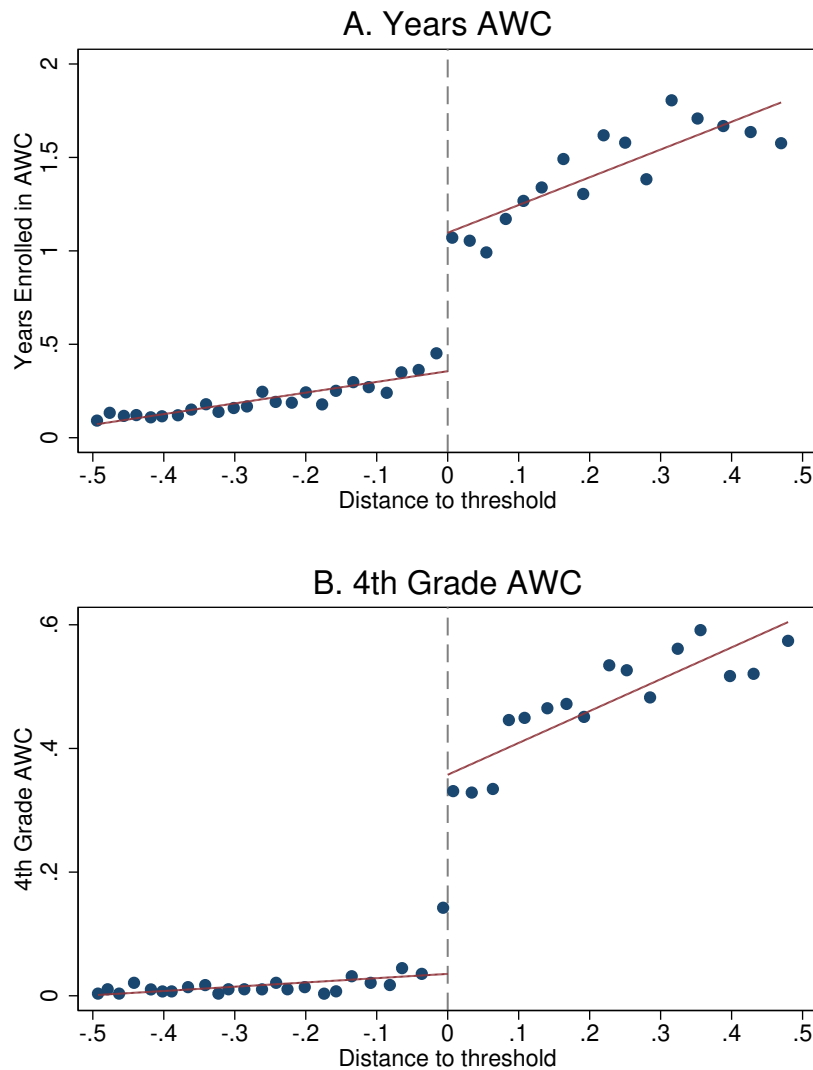 A. Years AWC
Years Enrolled in AWC
2
1.5
1
.5
0
-.5 -.4 -.3 -.2 -.1 0 .1 .2 .3 .4 .5
Distance to threshold
B. 4th Grade AWC
4th Grade AWC
.6
.4
.2
0
-.5 -.4 -.3 -.2 -.1 0 .1 .2 .3 .4 .5
Distance to threshold